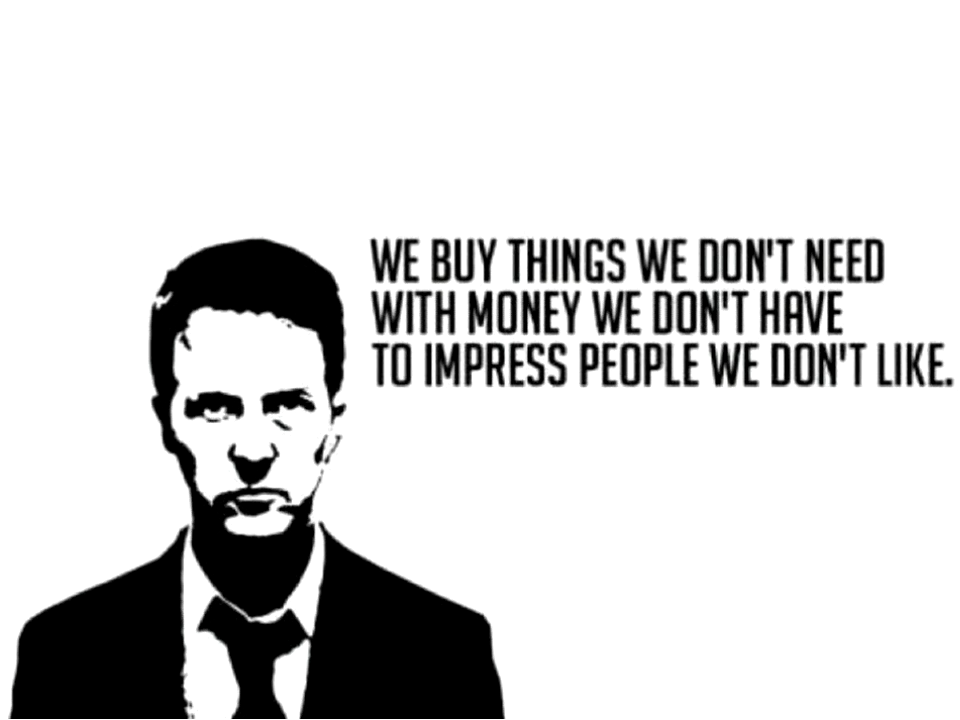 WE BUY THINGS WE DON'T NEED
WITH MONEY WE DON'T HAVE
TO IMPRESS PEOPLE WE DON'T LIKE.